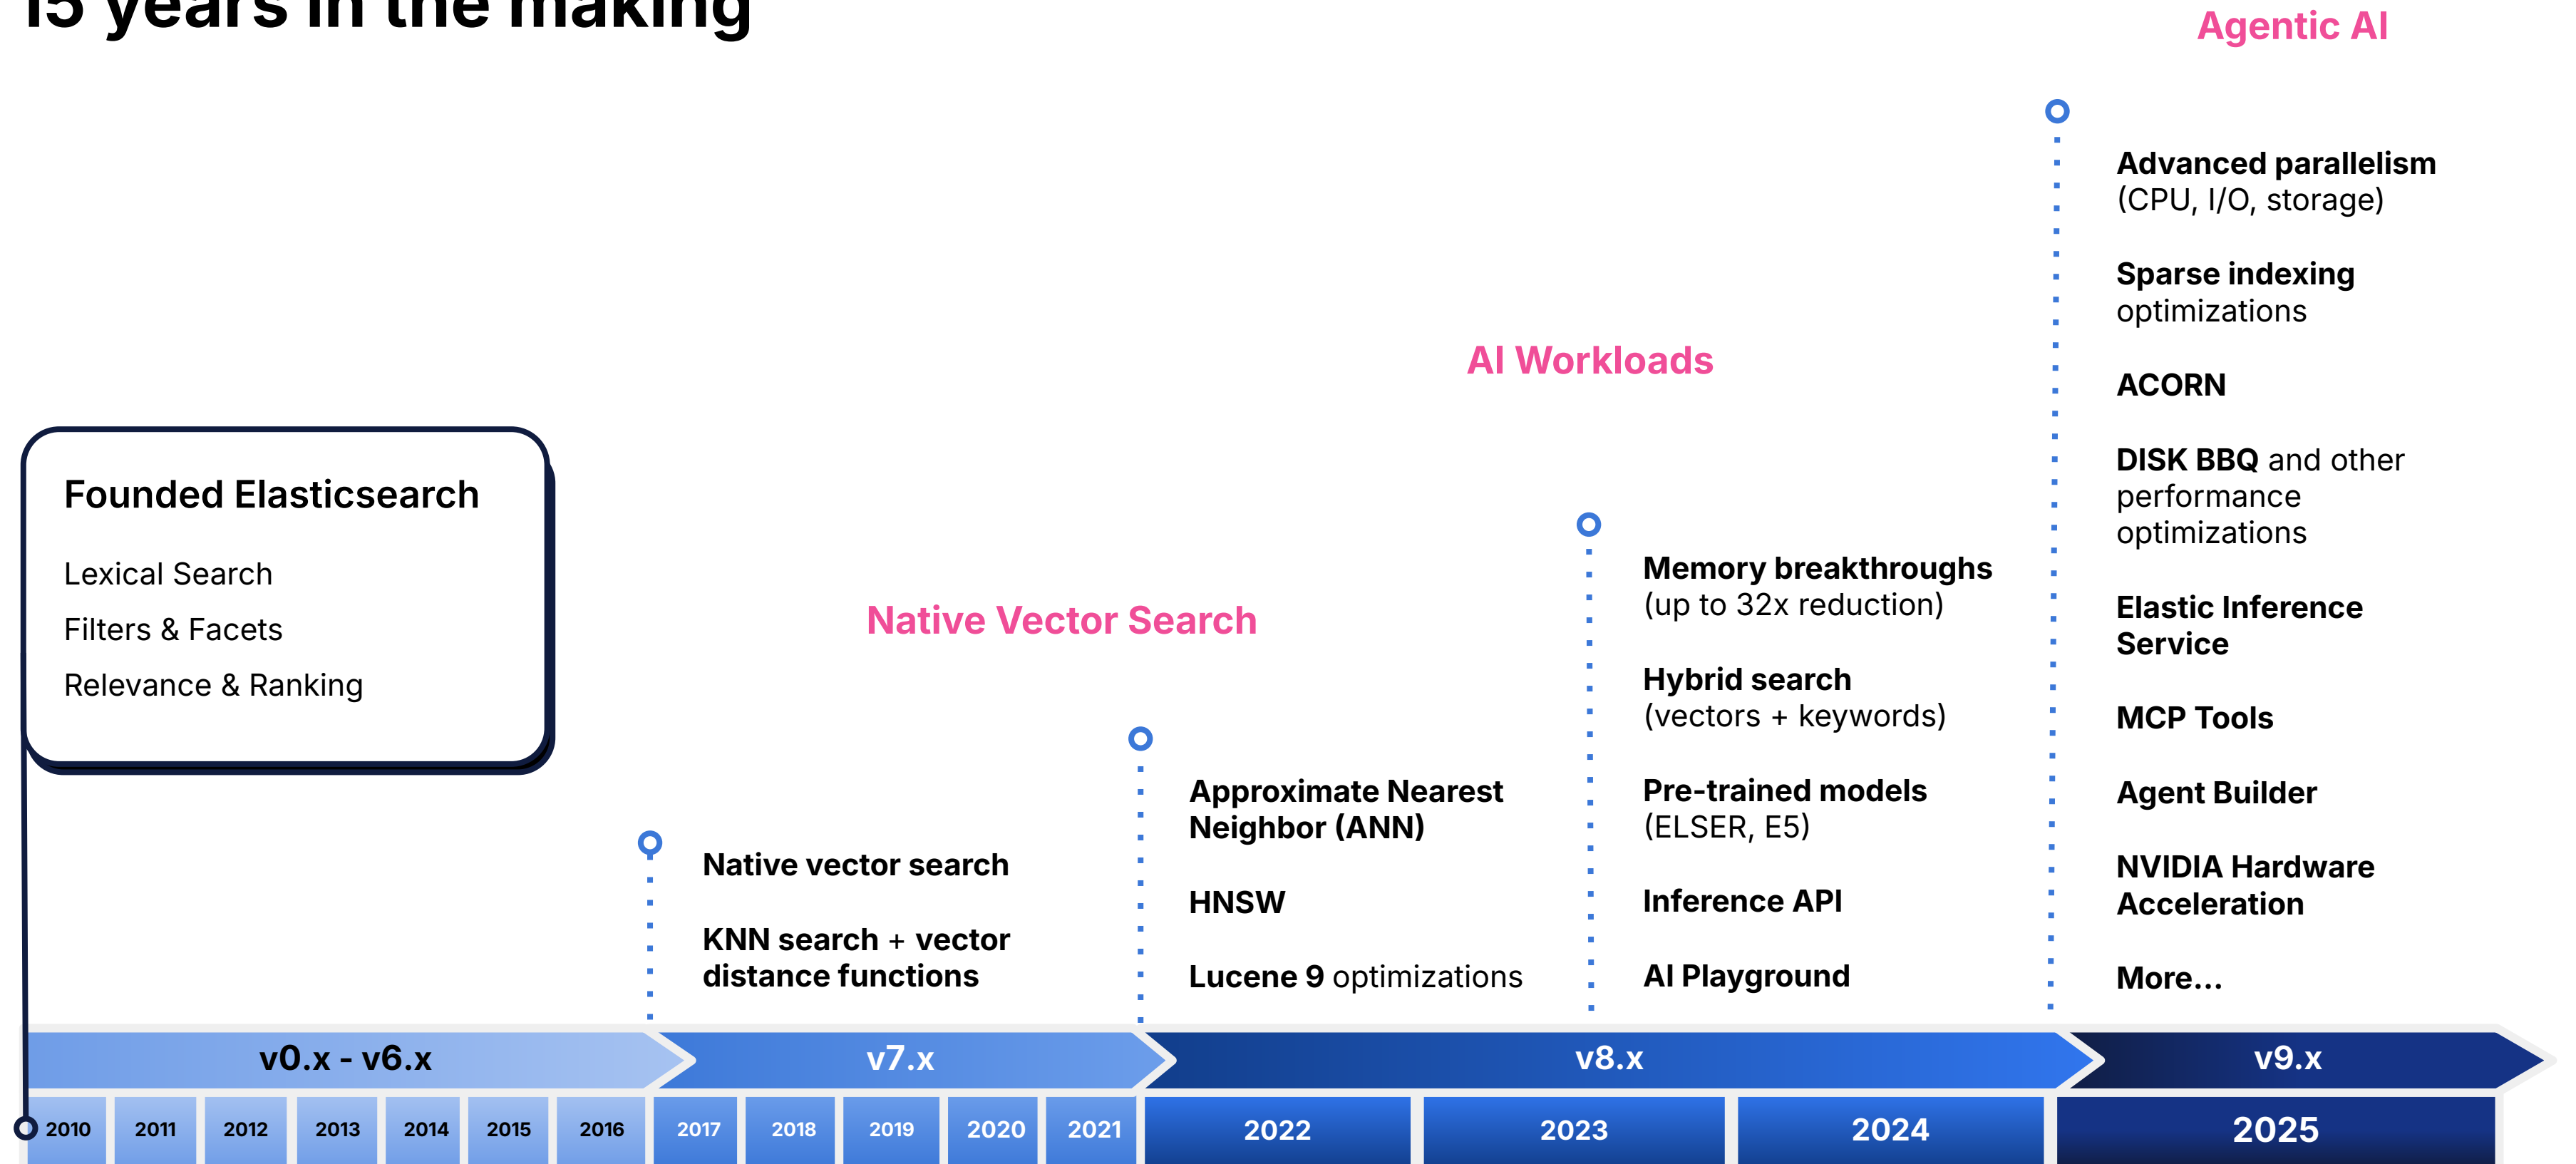 15 years in the making
Agentic AI
Advanced parallelism
(CPU, I/O, storage)
Sparse indexing
optimizations
ACORN
DISK BBQ and other
performance
optimizations
Elastic Inference
Service
MCP Tools
Agent Builder
NVIDIA Hardware
Acceleration
More...
AI Workloads
Memory breakthroughs
(up to 32x reduction)
Hybrid search
(vectors + keywords)
Pre-trained models
(ELSER, E5)
Inference API
AI Playground
Founded Elasticsearch
Lexical Search
Filters & Facets
Relevance & Ranking
Native Vector Search
Native vector search
KNN search + vector
distance functions
Approximate Nearest
Neighbor (ANN)
HNSW
Lucene 9 optimizations
v0.x - v6.x
v7.x
v8.x
v9.x
2010
2011
2012
2013
2014
2015
2016
2017
2018
2019
2020
2021
2022
2023
2024
2025